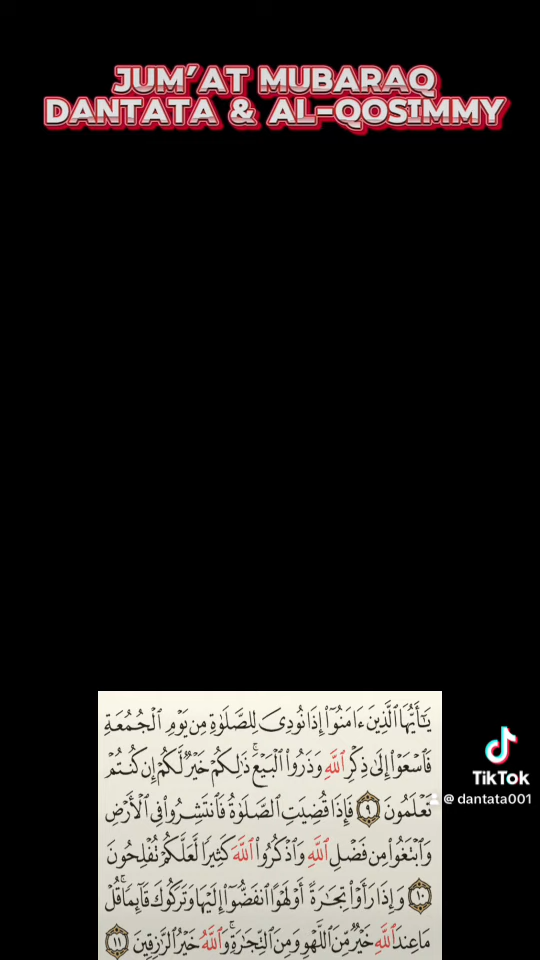 JUM'AT MUBARAQ
DANTATA & AL-QOSIMMY
يَٰٓأَيُّهَا ٱلَّذِينَ ءَامَنُوٓا۟ إِذَا نُودِىَ لِلصَّلَوٰةِ مِن يَوْمِ ٱلْجُمُعَةِ
فَٱسْعَوْا۟ إِلَىٰ ذِكْرِ ٱللَّهِ وَذَرُوا۟ ٱلْبَيْعَ ۚ ذَٰلِكُمْ خَيْرٌ لَّكُمْ إِن كُنتُمْ
تَعْلَمُونَ ٩ فَإِذَا قُضِيَتِ ٱلصَّلَوٰةُ فَٱنتَشِرُوا۟ فِى ٱلْأَرْضِ
وَٱبْتَغُوا۟ مِن فَضْلِ ٱللَّهِ وَٱذْكُرُوا۟ ٱللَّهَ كَثِيرًا لَّعَلَّكُمْ تُفْلِحُونَ
١٠ وَإِذَا رَأَوْا۟ تِجَٰرَةً أَوْ لَهْوًا ٱنفَضُّوٓا۟ إِلَيْهَا وَتَرَكُوكَ قَآئِمًا ۚ قُلْ
مَا عِندَ ٱللَّهِ خَيْرٌ مِّنَ ٱللَّهْوِ وَمِنَ ٱلتِّجَٰرَةِ ۚ وَٱللَّهُ خَيْرُ ٱلرَّٰزِقِينَ ١١
TikTok
@ dantata001